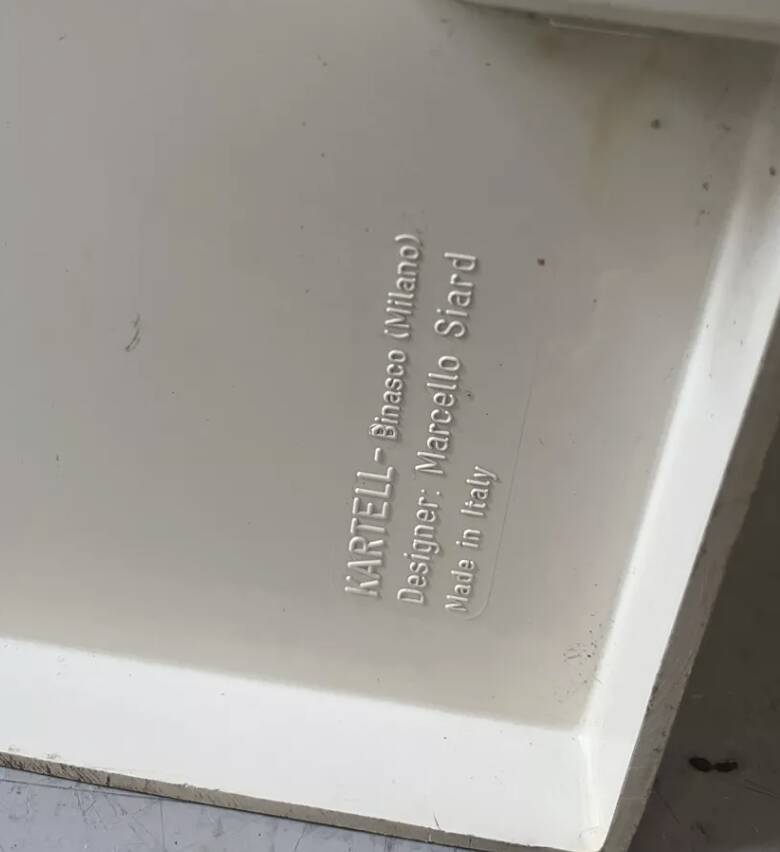 KARTELL - Binasco (Milano)
Designer: Marcello Siard
Made in Italy